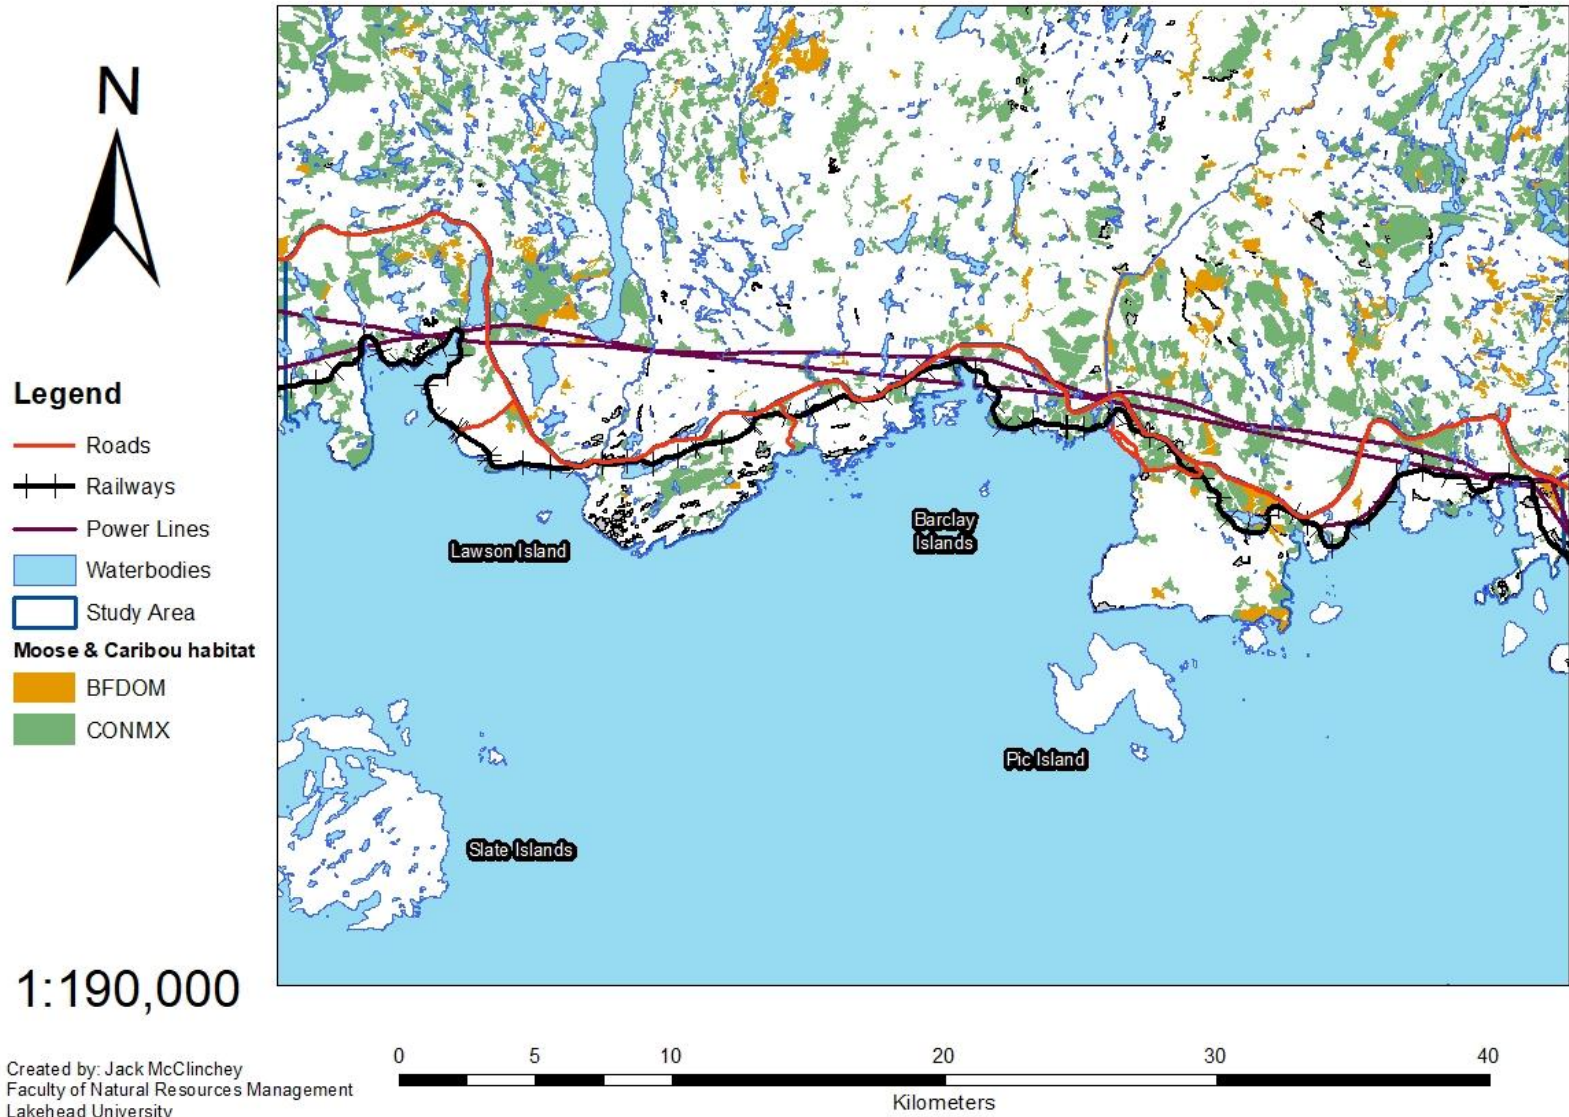 N
Legend
Roads
Railways
Power Lines
Waterbodies
Study Area
Moose & Caribou habitat
BFDOM
CONMX
Lawson Island
Barclay
Islands
Pic Island
Slate Islands
1:190,000
Created by: Jack McClinchey
Faculty of Natural Resources Management
Lakehead University
0 5 10 20 30 40
Kilometers